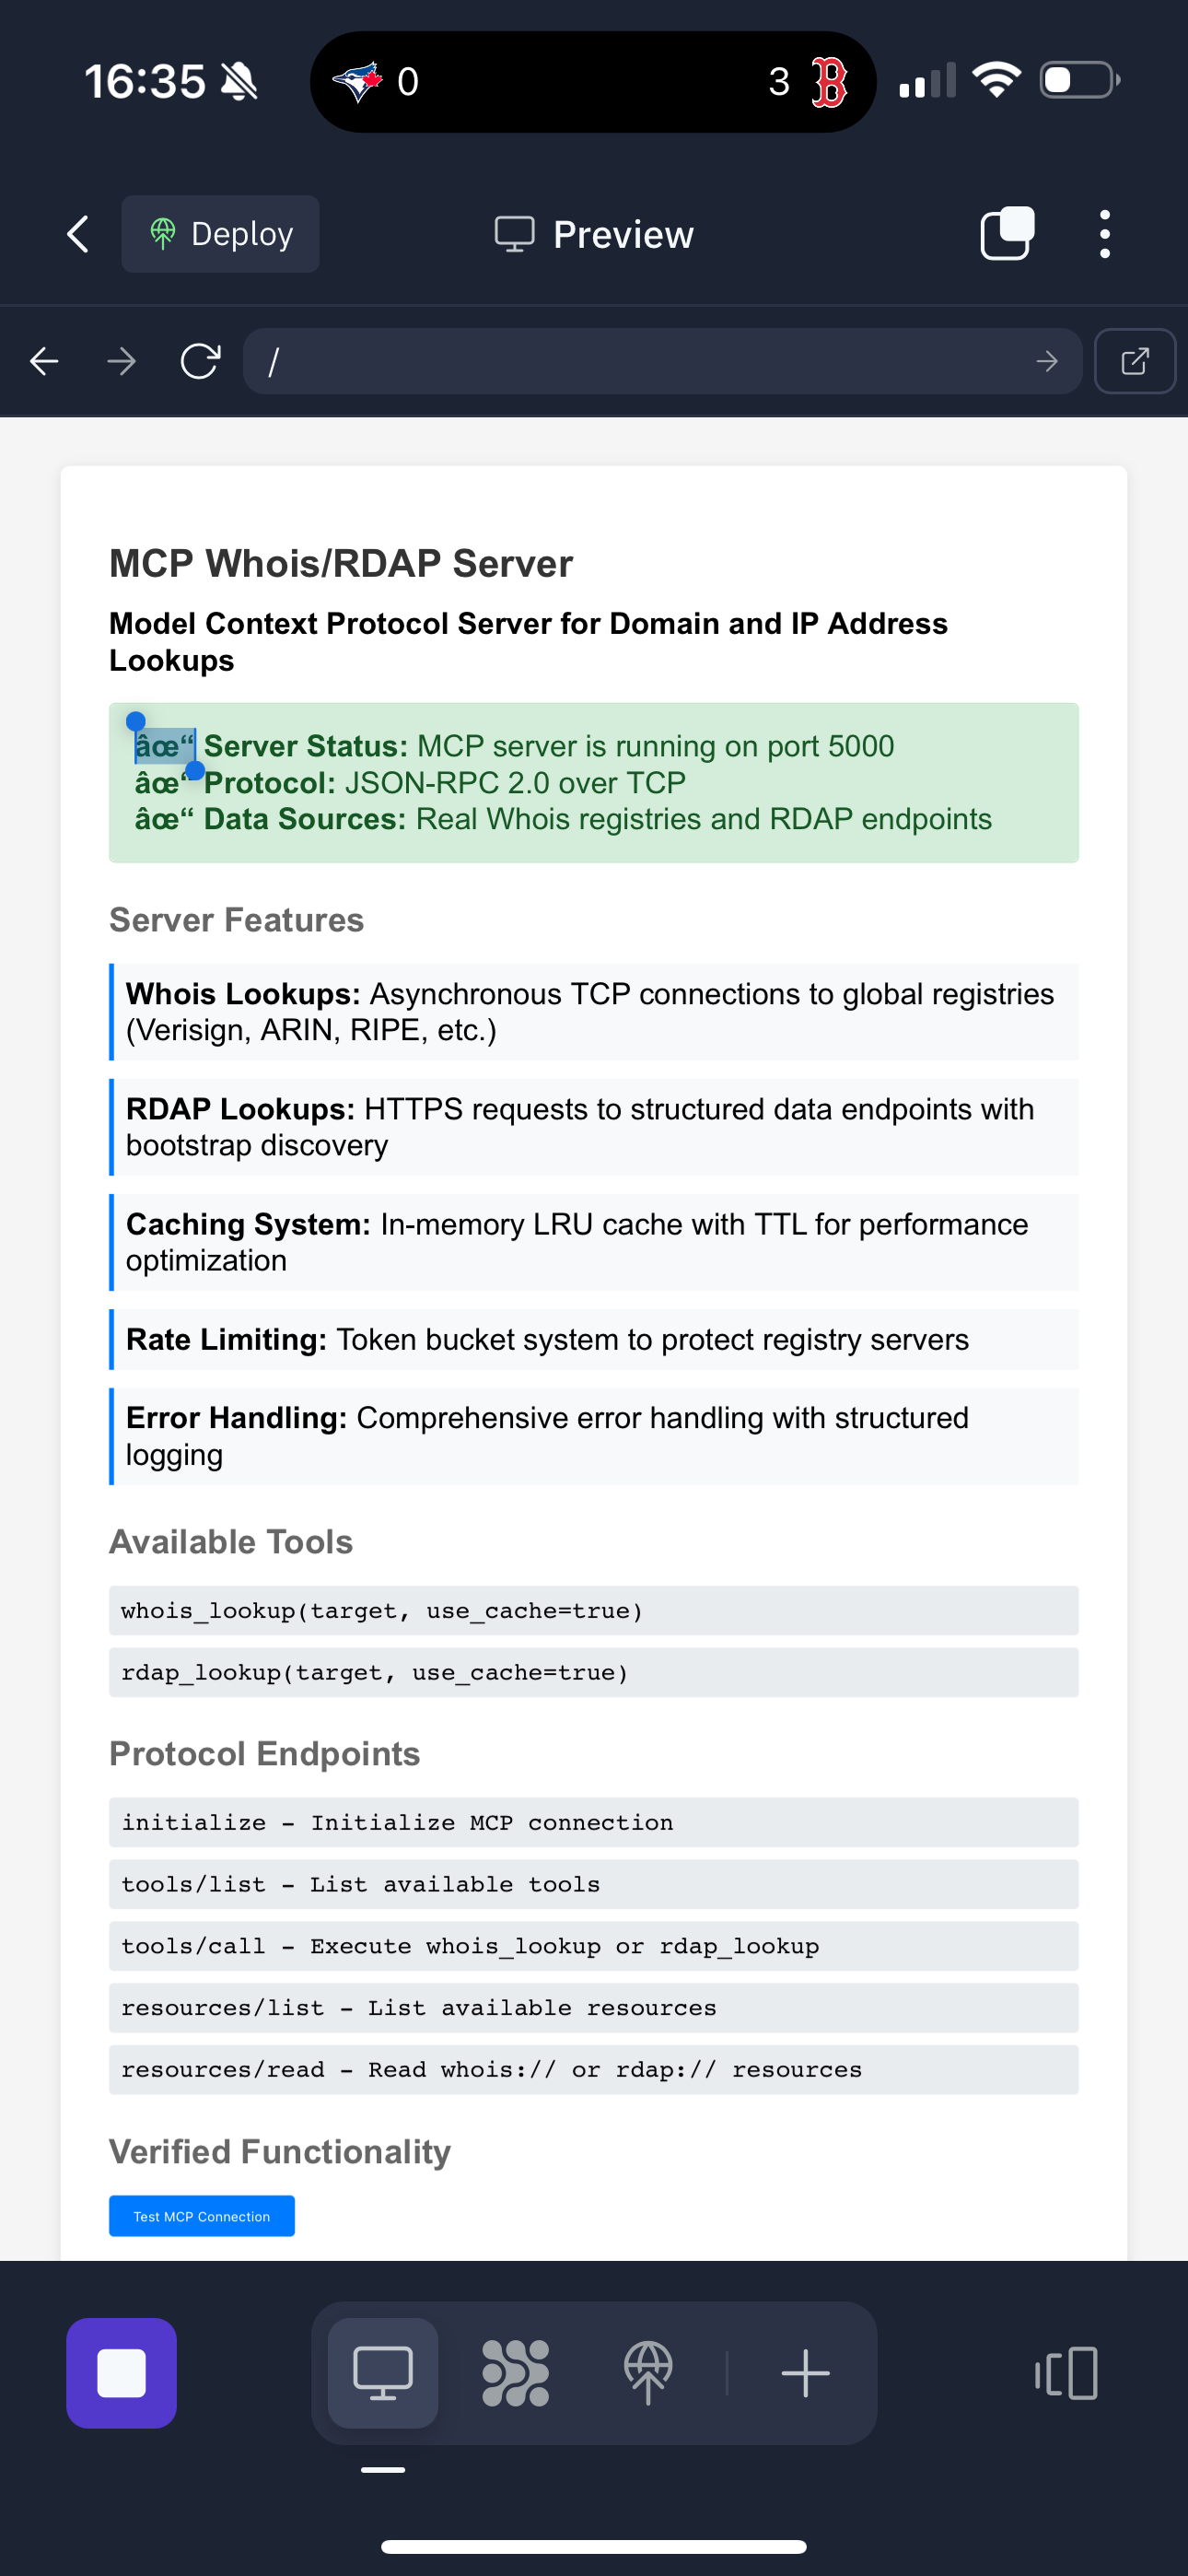 16:35
0
3
Deploy
Preview
/
MCP Whois/RDAP Server
Model Context Protocol Server for Domain and IP Address
Lookups
âœ“ Server Status: MCP server is running on port 5000
âœ“ Protocol: JSON-RPC 2.0 over TCP
âœ“ Data Sources: Real Whois registries and RDAP endpoints
Server Features
Whois Lookups: Asynchronous TCP connections to global registries
(Verisign, ARIN, RIPE, etc.)
RDAP Lookups: HTTPS requests to structured data endpoints with
bootstrap discovery
Caching System: In-memory LRU cache with TTL for performance
optimization
Rate Limiting: Token bucket system to protect registry servers
Error Handling: Comprehensive error handling with structured
logging
Available Tools
whois_lookup(target, use_cache=true)
rdap_lookup(target, use_cache=true)
Protocol Endpoints
initialize – Initialize MCP connection
tools/list – List available tools
tools/call – Execute whois_lookup or rdap_lookup
resources/list – List available resources
resources/read – Read whois:// or rdap:// resources
Verified Functionality
Test MCP Connection